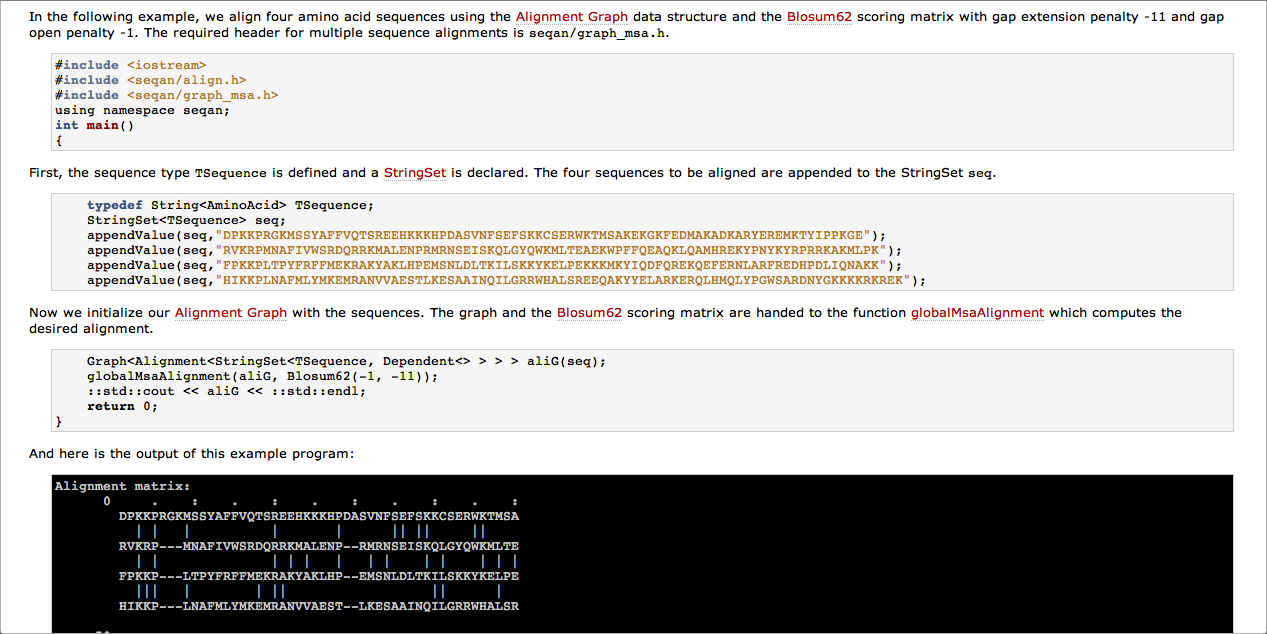 In the following example, we align four amino acid sequences using the Alignment Graph data structure and the Blosum62 scoring matrix with gap extension penalty -11 and gap
open penalty -1. The required header for multiple sequence alignments is seqan/graph_msa.h.
#include <iostream>
#include <seqan/align.h>
#include <seqan/graph_msa.h>
using namespace seqan;
int main()
{
First, the sequence type TSequence is defined and a StringSet is declared. The four sequences to be aligned are appended to the StringSet seq.
typedef String<AminoAcid> TSequence;
StringSet<TSequence> seq;
appendValue(seq,"DPKKPRGKMSSYAFFVQTSREEHKKKHPDASVNFSEFSKKCSERWKTMSAKEKGKFEDMAKADKARYEREMKTYIPPKGE");
appendValue(seq,"RVKRPMNAFIVWSRDQRRKMALENPRMRNSEISKQLGYQWKMLTEAEKWPFFQEAQKLQAMHREKYPNYKYRPRRKAKMLPK");
appendValue(seq,"FPKKPLTPYFRFFMEKRAKYAKLHPEMSNLDLTKILSKKYKELPEKKKMKYIQDFQREKQEFERNLARFREDHPDLIQNAKK");
appendValue(seq,"HIKKPLNAFMLYMKEMRANVVAESTLKESAAINQILGRRWHALSREEQAKYYELARKERQLHMQLYPGWSARDNYGKKKKRKREK");
Now we initialize our Alignment Graph with the sequences. The graph and the Blosum62 scoring matrix are handed to the function globalMsaAlignment which computes the
desired alignment.
Graph<Alignment<StringSet<TSequence, Dependent<> > > > aliG(seq);
globalMsaAlignment(aliG, Blosum62(-1, -11));
::std::cout << aliG << ::std::endl;
return 0;
}
And here is the output of this example program:
Alignment matrix:
0     .    :    .    :    .    :    .    :    .    :
DPKKPRGKMSSYAFFVQTSREEHKKKHPDASVNFSEFSKKCSERWKTMSA
| |   |          |       |      || ||     ||
RVKRP---MNAFIVWSRDQRRKMALENP--RMRNSEISKQLGYQWKMLTE
| |              | | |   |   | |    | |    | | |
FPKKP---LTPYFRFFMEKRAKYAKLHP--EMSNLDLTKILSKKYKELPE
|||   |        | ||                  ||      |
HIKKP---LNAFMLYMKEMRANVVAEST--LKESAAINQILGRRWHALSR